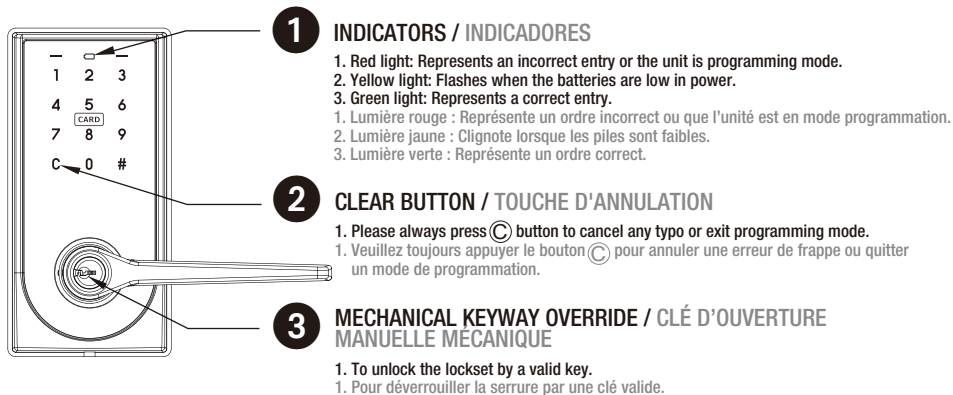 1 INDICATORS / INDICADORES
1. Red light: Represents an incorrect entry or the unit is programming mode.
2. Yellow light: Flashes when the batteries are low in power.
3. Green light: Represents a correct entry.
1. Lumière rouge : Représente un ordre incorrect ou que l'unité est en mode programmation.
2. Lumière jaune : Clignote lorsque les piles sont faibles.
3. Lumière verte : Représente un ordre correct.
1 2 3
4 5 6
CARD
7 8 9
C 0 #
2 CLEAR BUTTON / TOUCHE D'ANNULATION
1. Please always press Ⓒ button to cancel any typo or exit programming mode.
1. Veuillez toujours appuyer le bouton Ⓒ pour annuler une erreur de frappe ou quitter
un mode de programmation.
3 MECHANICAL KEYWAY OVERRIDE / CLÉ D'OUVERTURE
MANUELLE MÉCANIQUE
1. To unlock the lockset by a valid key.
1. Pour déverrouiller la serrure par une clé valide.